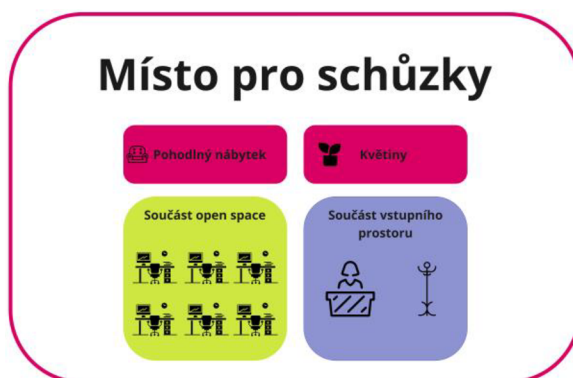 Místo pro schůzky
Pohodlný nábytek
Květiny
Součást open space
Součást vstupního
prostoru